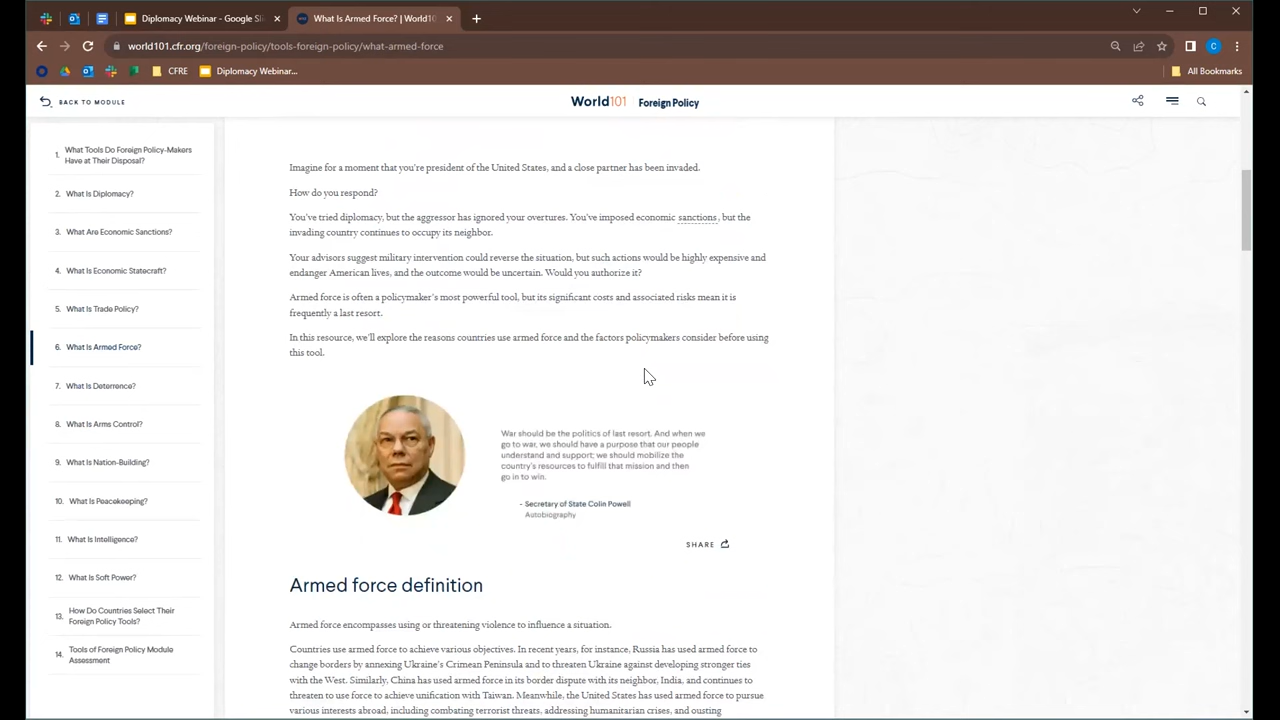 Diplomacy Webinar - Google Sli
What Is Armed Force? | World10
world101.cfr.org/foreign-policy/tools-foreign-policy/what-armed-force
C
CFRE
Diplomacy Webinar...
All Bookmarks
BACK TO MODULE
World101 Foreign Policy
1. What Tools Do Foreign Policy-Makers
Have at Their Disposal?
2. What Is Diplomacy?
3. What Are Economic Sanctions?
4. What Is Economic Statecraft?
5. What Is Trade Policy?
6. What Is Armed Force?
7. What Is Deterrence?
8. What Is Arms Control?
9. What Is Nation-Building?
10. What Is Peacekeeping?
11. What Is Intelligence?
12. What Is Soft Power?
13. How Do Countries Select Their
Foreign Policy Tools?
14. Tools of Foreign Policy Module
Assessment
Imagine for a moment that you're president of the United States, and a close partner has been invaded.
How do you respond?
You've tried diplomacy, but the aggressor has ignored your overtures. You've imposed economic sanctions, but the
invading country continues to occupy its neighbor.
Your advisors suggest military intervention could reverse the situation, but such actions would be highly expensive and
endanger American lives, and the outcome would be uncertain. Would you authorize it?
Armed force is often a policymaker's most powerful tool, but its significant costs and associated risks mean it is
frequently a last resort.
In this resource, we'll explore the reasons countries use armed force and the factors policymakers consider before using
this tool.
War should be the politics of last resort. And when we
go to war, we should have a purpose that our people
understand and support; we should mobilize the
country's resources to fulfill that mission and then
go in to win.
- Secretary of State Colin Powell
Autobiography
SHARE
Armed force definition
Armed force encompasses using or threatening violence to influence a situation.
Countries use armed force to achieve various objectives. In recent years, for instance, Russia has used armed force to
change borders by annexing Ukraine's Crimean Peninsula and to threaten Ukraine against developing stronger ties
with the West. Similarly, China has used armed force in its border dispute with its neighbor, India, and continues to
threaten to use force to achieve unification with Taiwan. Meanwhile, the United States has used armed force to pursue
various interests abroad, including combating terrorist threats, addressing humanitarian crises, and ousting